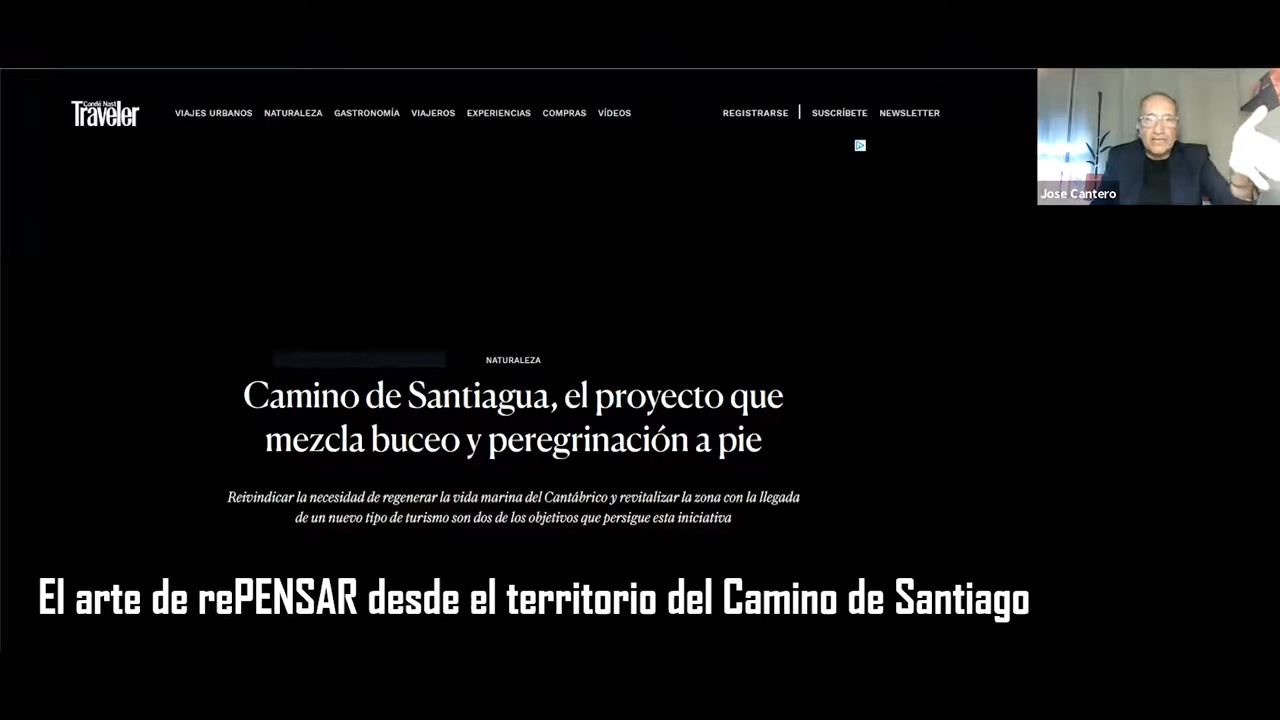 Condé Nast
Traveler
VIAJES URBANOS NATURALEZA GASTRONOMÍA VIAJEROS EXPERIENCIAS COMPRAS VÍDEOS
REGISTRARSE | SUSCRÍBETE NEWSLETTER
Jose Cantero
NATURALEZA
Camino de Santiagua, el proyecto que
mezcla buceo y peregrinación a pie
Reivindicar la necesidad de regenerar la vida marina del Cantábrico y revitalizar la zona con la llegada
de un nuevo tipo de turismo son dos de los objetivos que persigue esta iniciativa
El arte de rePENSAR desde el territorio del Camino de Santiago